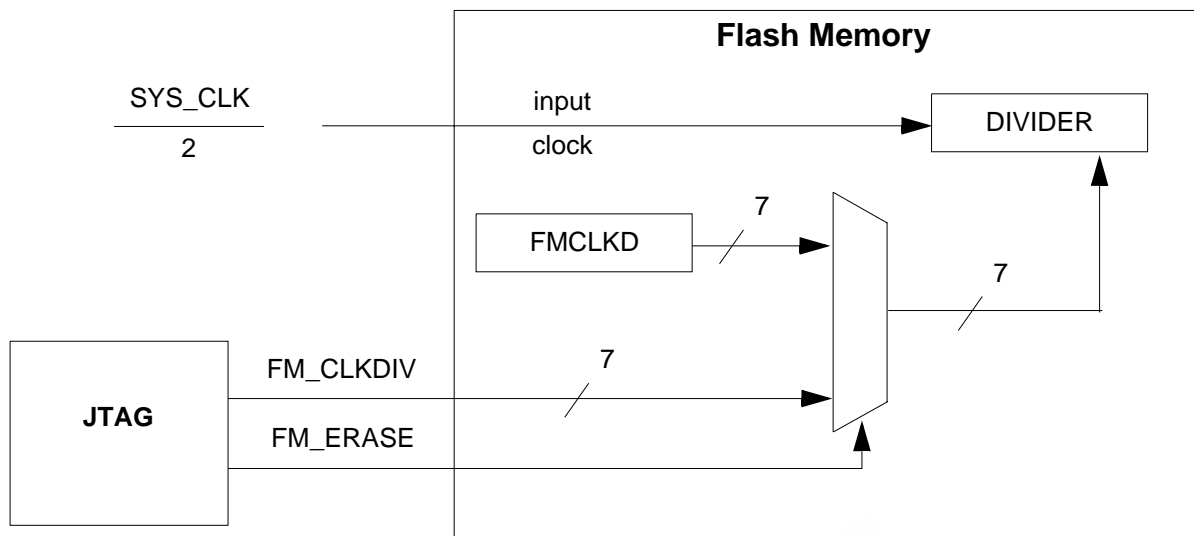 Flash Memory
SYS_CLK
2
input
clock
DIVIDER
7
FMCLKD
7
FM_CLKDIV
7
JTAG
FM_ERASE